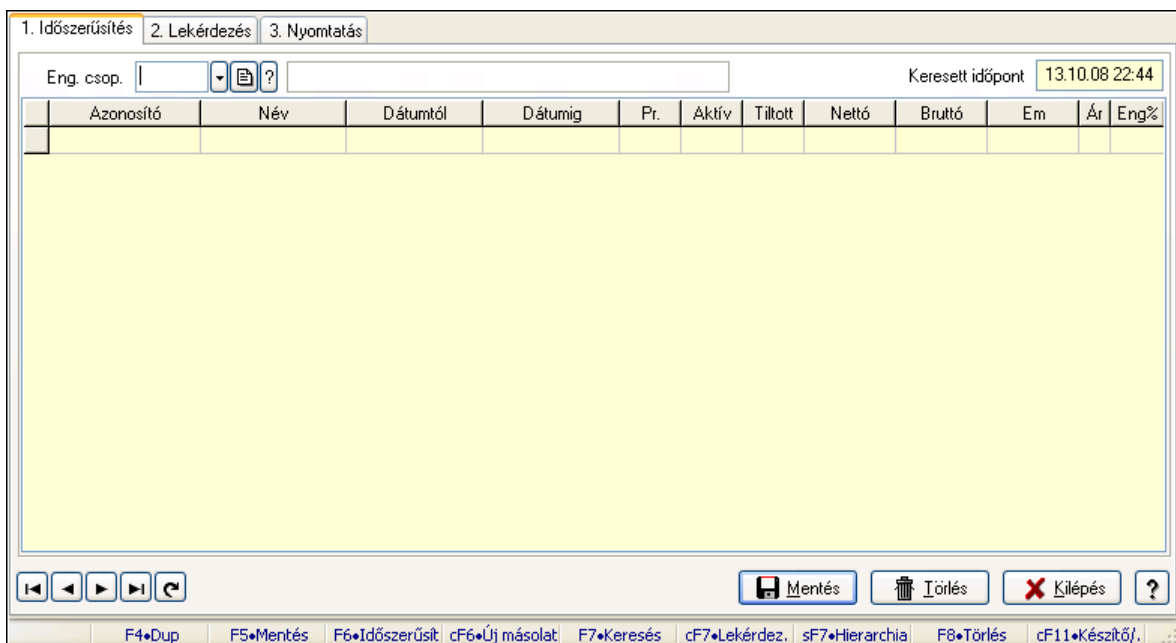 1. Időszerűsítés 2. Lekérdezés 3. Nyomtatás
Eng. csop. ? Keresett időpont 13.10.08 22:44
Azonosító Név Dátumtól Dátumig Pr. Aktív Tiltott Nettó Bruttó Em Ár Eng%
Mentés Törlés Kilépés ?
F4•Dup F5•Mentés F6•Időszerűsít cF6•Új másolat F7•Keresés cF7•Lekérdez. sF7•Hierarchia F8•Törlés cF11•Készítő/.